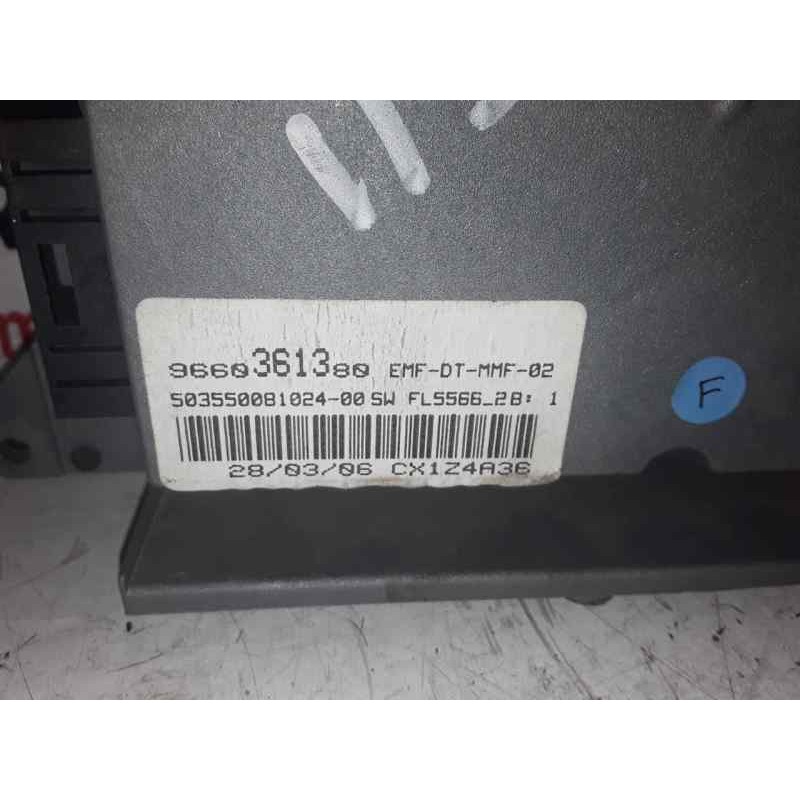 9660361380 EMF-DT-MMF-02
503550081024-00 SW FL5566_2B: 1
28/03/06 CX1Z4A36
F